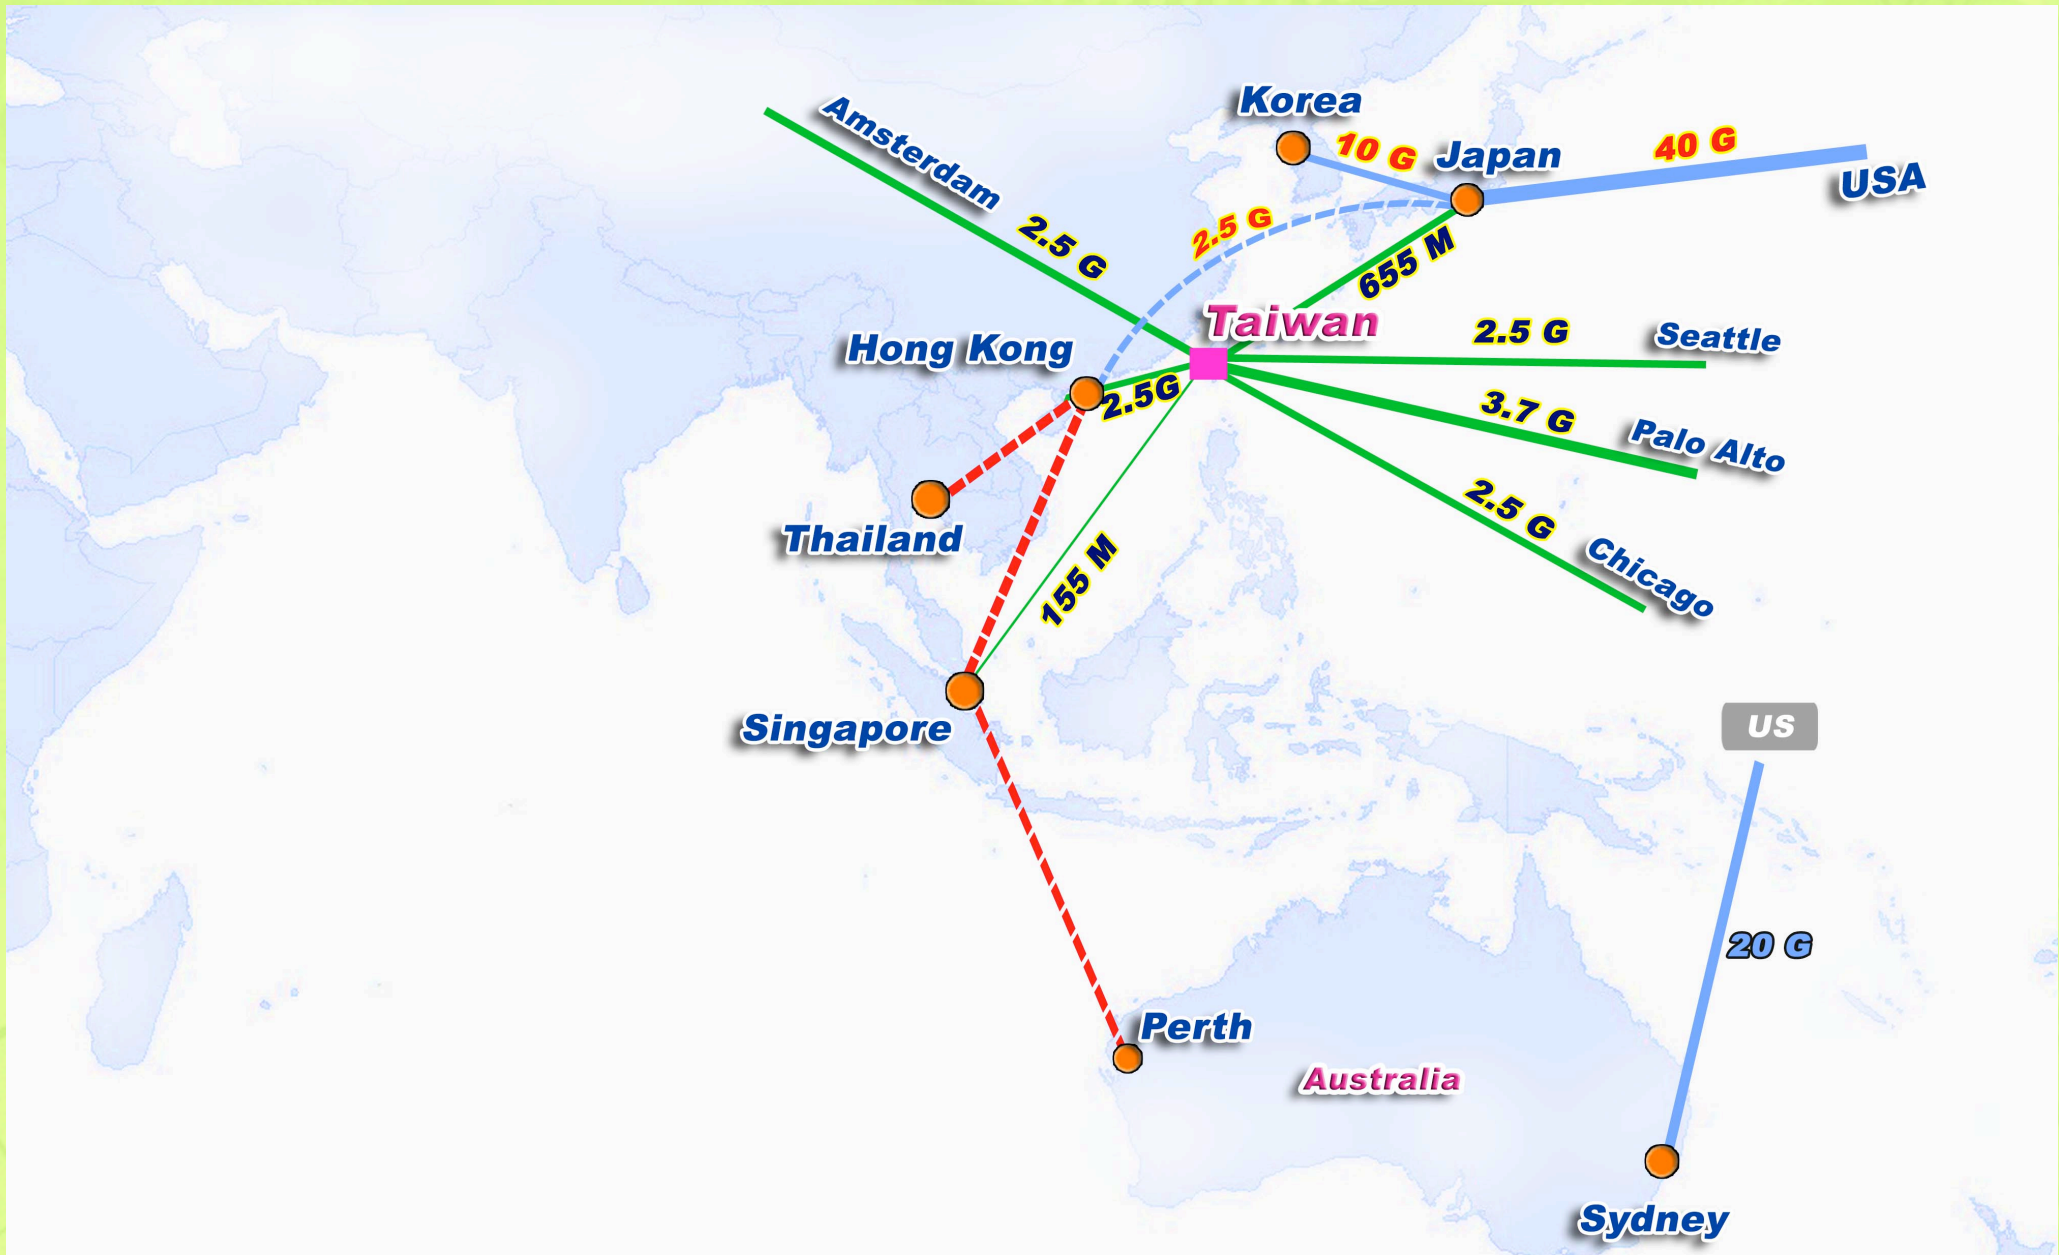 Korea
Amsterdam
10 G
Japan
40 G
USA
2.5 G
2.5 G
655 M
Taiwan
2.5 G
Seattle
Hong Kong
2.5G
3.7 G
Palo Alto
2.5 G
Chicago
Thailand
155 M
Singapore
US
20 G
Perth
Australia
Sydney